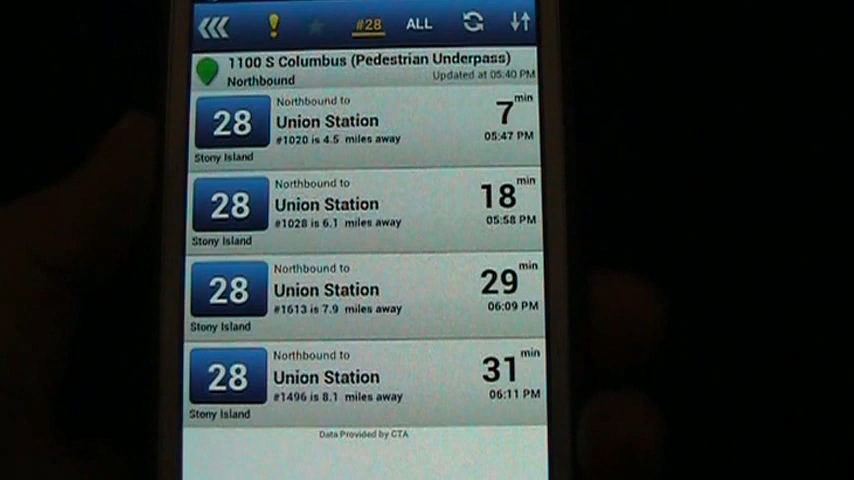 #28 ALL
1100 S Columbus (Pedestrian Underpass)
Northbound Updated at 05:40 PM
28 Northbound to 7 min
Union Station
#1020 is 4.5 miles away 05:47 PM
Stony Island
28 Northbound to 18 min
Union Station
#1028 is 6.1 miles away 05:58 PM
Stony Island
28 Northbound to 29 min
Union Station
#1613 is 7.9 miles away 06:09 PM
Stony Island
28 Northbound to 31 min
Union Station
#1496 is 8.1 miles away 06:11 PM
Stony Island
Data Provided by CTA